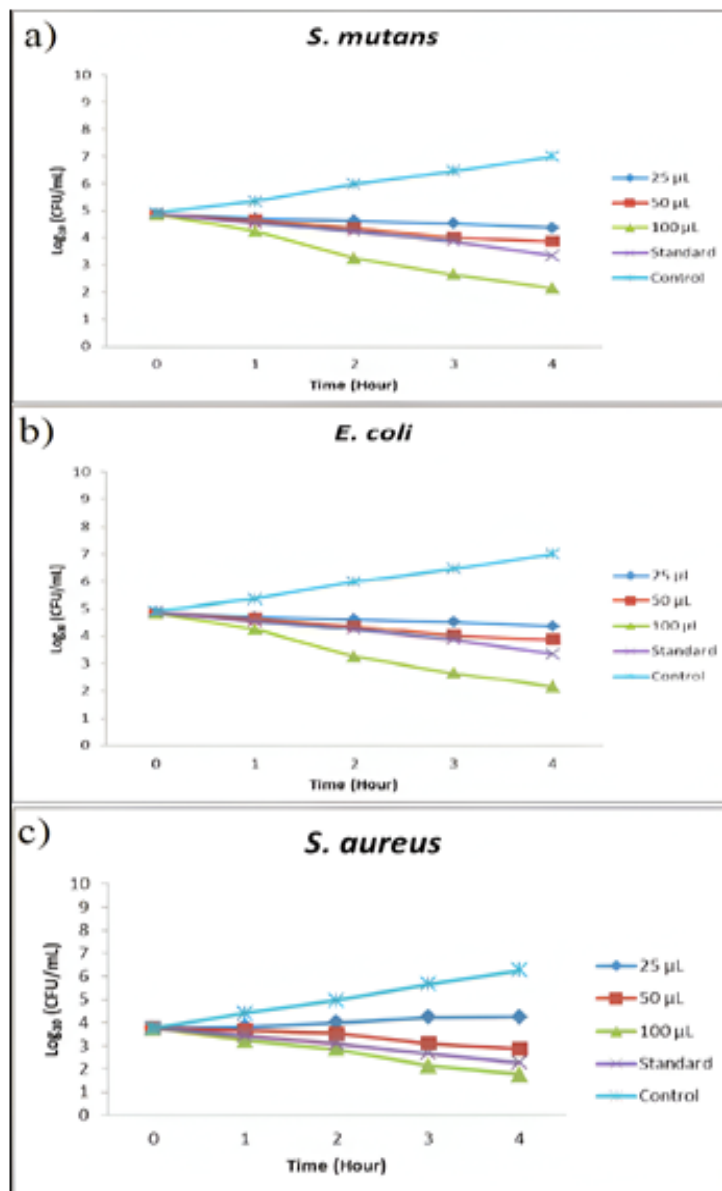 a)
S. mutans
10
9
8
7
6
5
4
3
2
1
0
Log₁₀ (CFU/mL)
0 1 2 3 4
Time (Hour)
25 µL
50 µL
100 µL
Standard
Control
b)
E. coli
10
9
8
7
6
5
4
3
2
1
0
Log₁₀ (CFU/mL)
0 1 2 3 4
Time (Hour)
25 µL
50 µL
100 µL
Standard
Control
c)
S. aureus
10
9
8
7
6
5
4
3
2
1
0
Log₁₀ (CFU/mL)
0 1 2 3 4
Time (Hour)
25 µL
50 µL
100 µL
Standard
Control